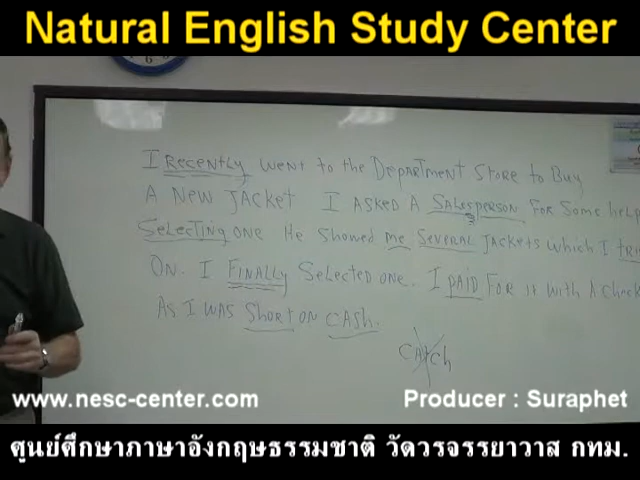 Natural English Study Center
I RECENTLY WENT to the DEPARTMENT STORE to BUY
A NEW JACKET I ASKED A SALESPERSON FOR SOME help
SELECTING ONE He SHOWED me SEVERAL JACKETS WHICH I
ON. I FINALLY SELECTED ONE. I PAID FOR it WITH A Check
AS I WAS SHORT ON CASH.
CATCH
www.nesc-center.com
Producer : Suraphet
ศูนย์ศึกษาภาษาอังกฤษธรรมชาติ วัดวรจรรยาวาส กทม.